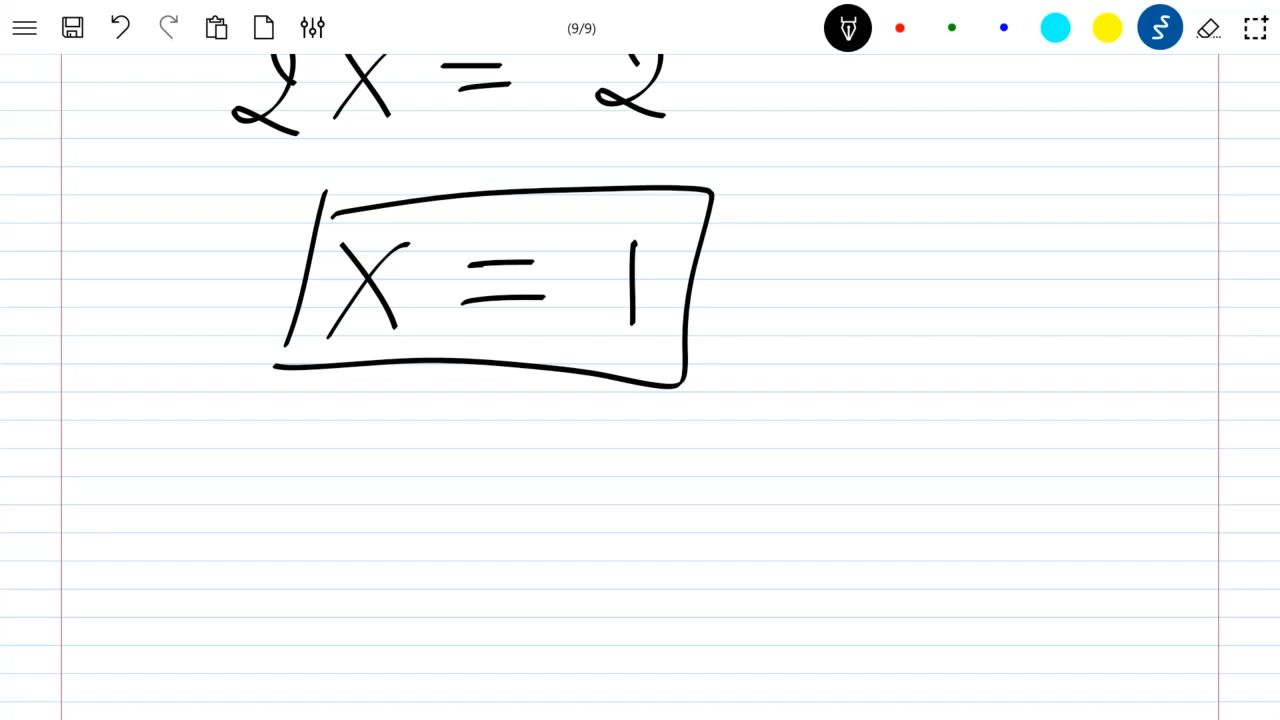 (9/9)
2x = 2
x = 1